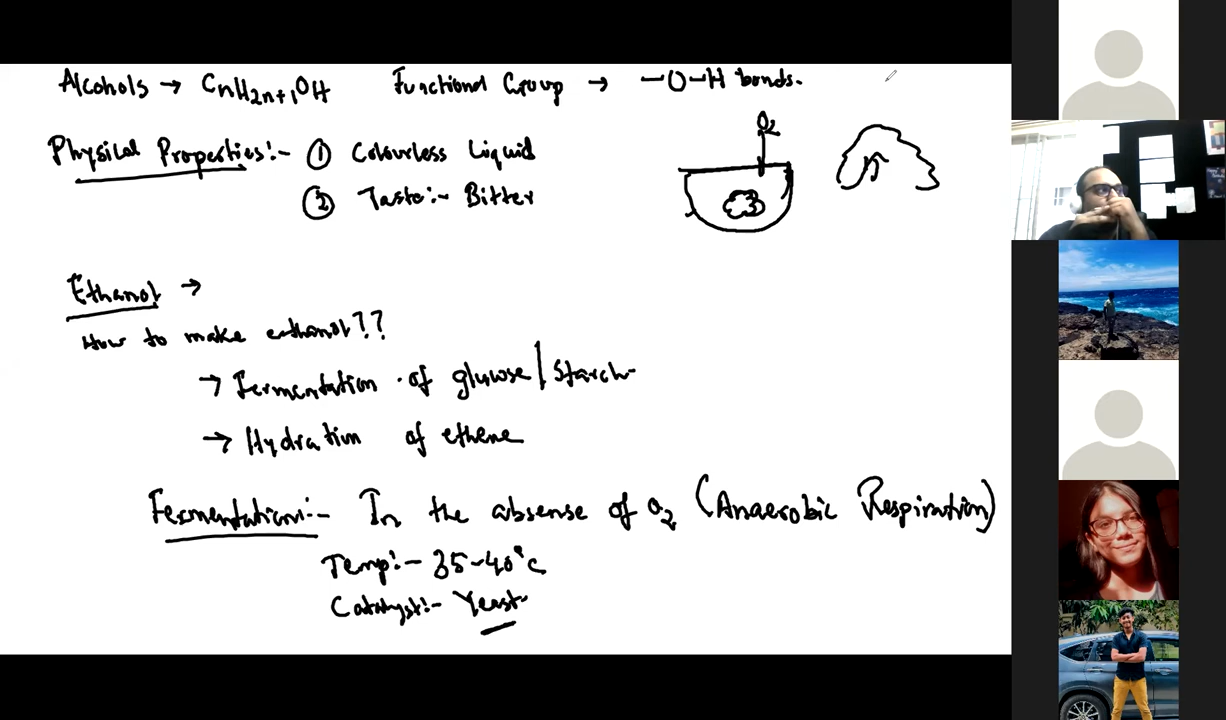 Alcohols → CnH2n+1OH Functional Group → —O—H bonds.
Physical Properties:- ① Colourless Liquid
② Taste:- Bitter
O2
Ethanol →
How to make ethanol??
→ Fermentation of glucose / Starch
→ Hydration of ethene
Fermentation:- In the absense of O2 (Anaerobic Respiration)
Temp:- 35-40°C
Catalyst:- Yeast